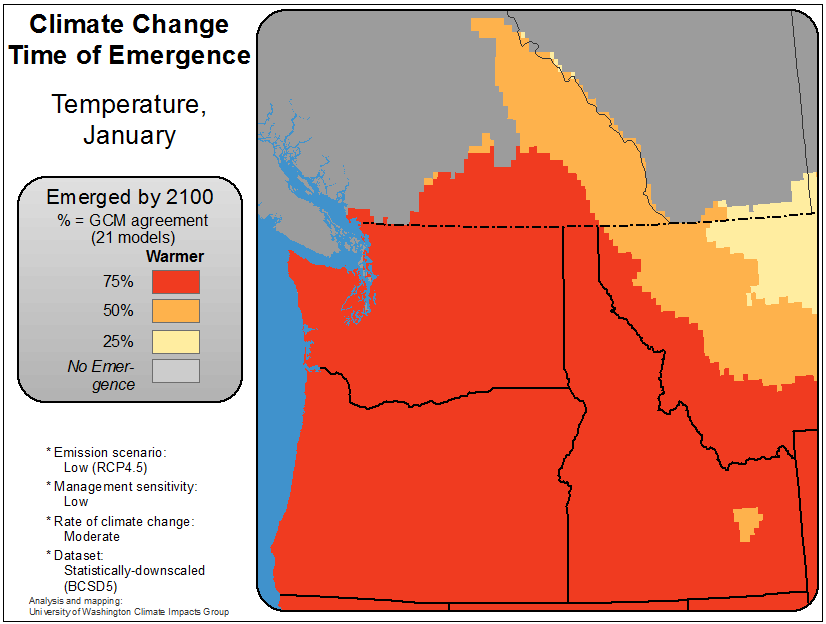 Climate Change
Time of Emergence
Temperature,
January
Emerged by 2100
% = GCM agreement
(21 models)
Warmer
75%
50%
25%
No Emer-
gence
* Emission scenario:
Low (RCP4.5)
* Management sensitivity:
Low
* Rate of climate change:
Moderate
* Dataset:
Statistically-downscaled
(BCSD5)
Analysis and mapping:
University of Washington Climate Impacts Group